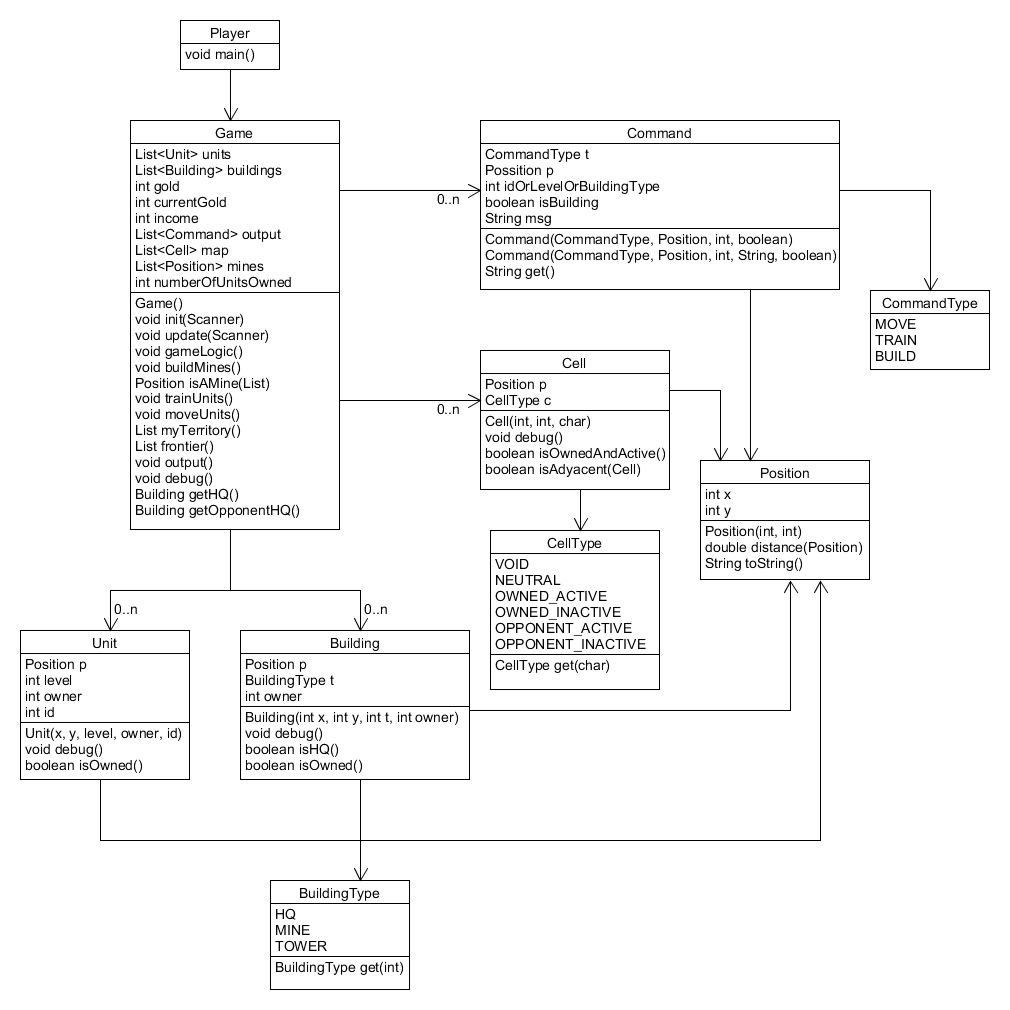 Player
void main()
Game
List<Unit> units
List<Building> buildings
int gold
int currentGold
int income
List<Command> output
List<Cell> map
List<Position> mines
int numberOfUnitsOwned
Game()
void init(Scanner)
void update(Scanner)
void gameLogic()
void buildMines()
Position isAMine(List)
void trainUnits()
void moveUnits()
List myTerritory()
List frontier()
void output()
void debug()
Building getHQ()
Building getOpponentHQ()
0..n
Command
CommandType t
Possition p
int idOrLevelOrBuildingType
boolean isBuilding
String msg
Command(CommandType, Position, int, boolean)
Command(CommandType, Position, int, String, boolean)
String get()
CommandType
MOVE
TRAIN
BUILD
0..n
Cell
Position p
CellType c
Cell(int, int, char)
void debug()
boolean isOwnedAndActive()
boolean isAdyacent(Cell)
Position
int x
int y
Position(int, int)
double distance(Position)
String toString()
CellType
VOID
NEUTRAL
OWNED_ACTIVE
OWNED_INACTIVE
OPPONENT_ACTIVE
OPPONENT_INACTIVE
CellType get(char)
0..n
Unit
Position p
int level
int owner
int id
Unit(x, y, level, owner, id)
void debug()
boolean isOwned()
0..n
Building
Position p
BuildingType t
int owner
Building(int x, int y, int t, int owner)
void debug()
boolean isHQ()
boolean isOwned()
BuildingType
HQ
MINE
TOWER
BuildingType get(int)